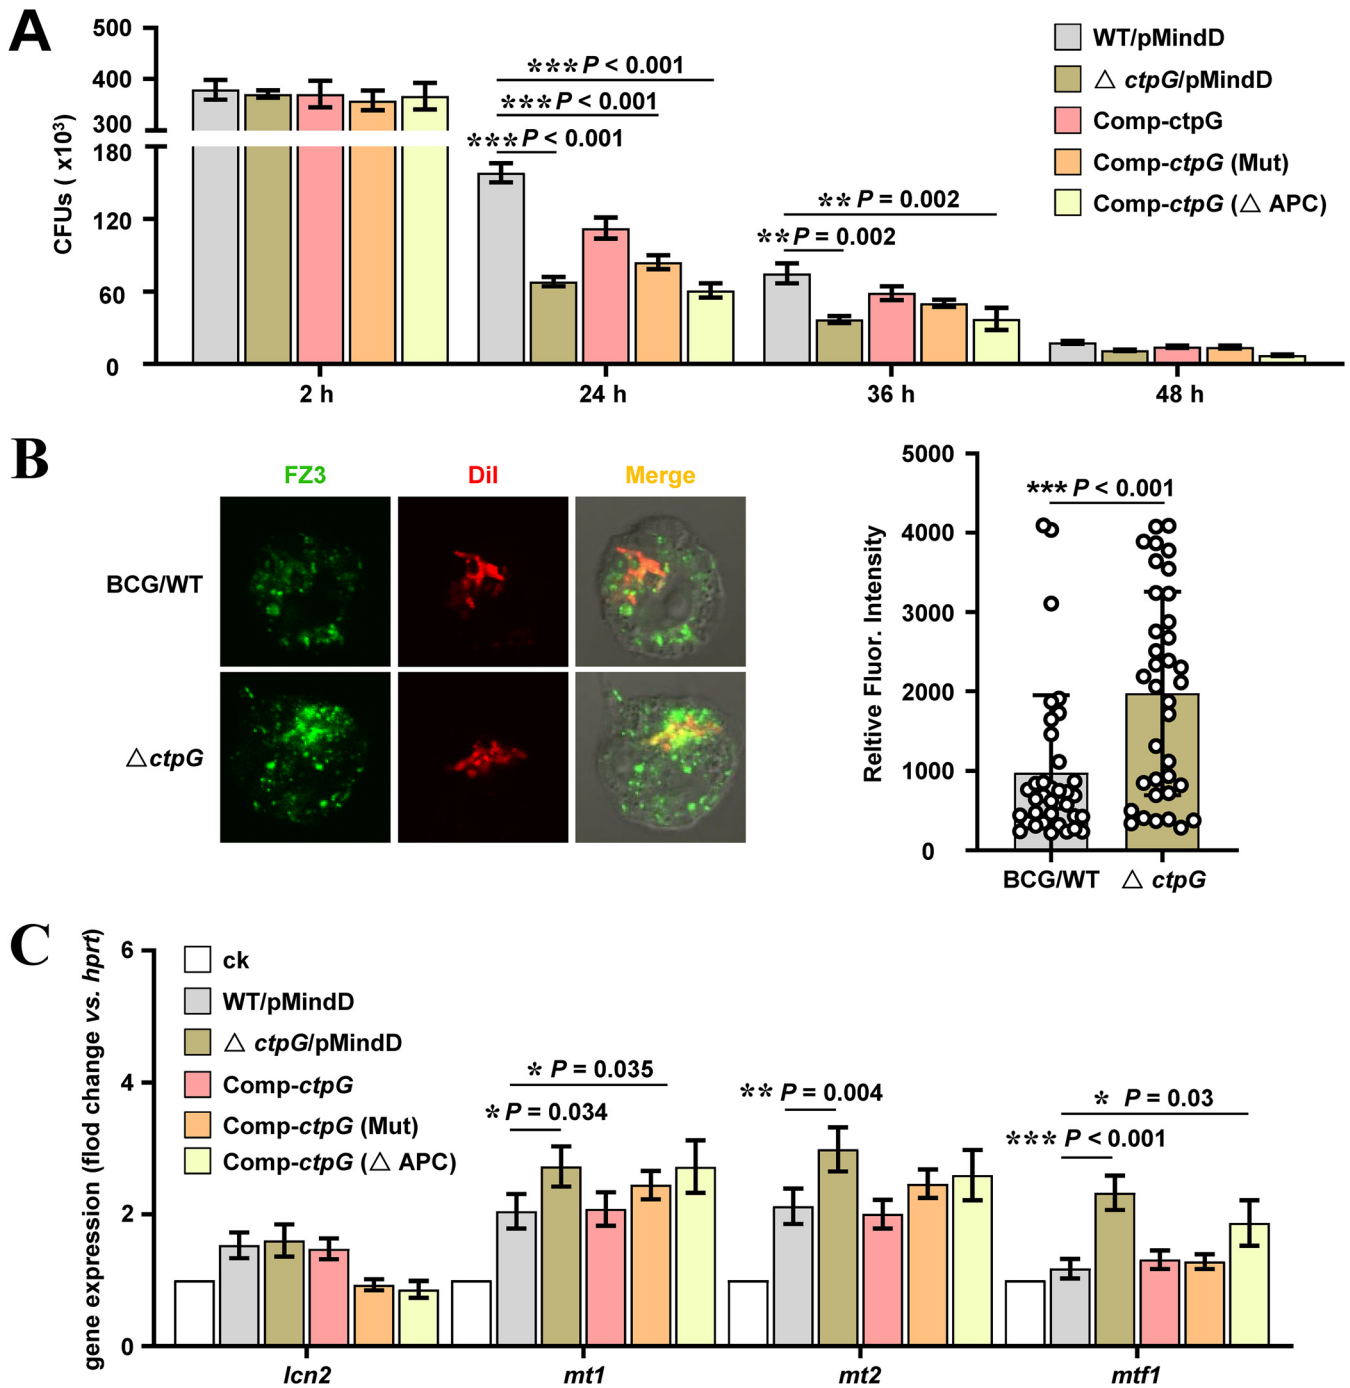 A
500
400
300
180
120
60
0
CFUs ( x10³)
*** P < 0.001
*** P < 0.001
*** P < 0.001
** P = 0.002
** P = 0.002
WT/pMindD
△ ctpG/pMindD
Comp-ctpG
Comp-ctpG (Mut)
Comp-ctpG (△ APC)
2 h 24 h 36 h 48 h
B
FZ3 Dil Merge
BCG/WT
△ctpG
5000
4000
3000
2000
1000
0
Reltive Fluor. Intensity
*** P < 0.001
BCG/WT △ ctpG
C
6
4
2
0
gene expression (flod change vs. hprt)
ck
WT/pMindD
△ ctpG/pMindD
Comp-ctpG
Comp-ctpG (Mut)
Comp-ctpG (△ APC)
* P = 0.035
* P = 0.034
** P = 0.004
* P = 0.03
*** P < 0.001
lcn2 mt1 mt2 mtf1